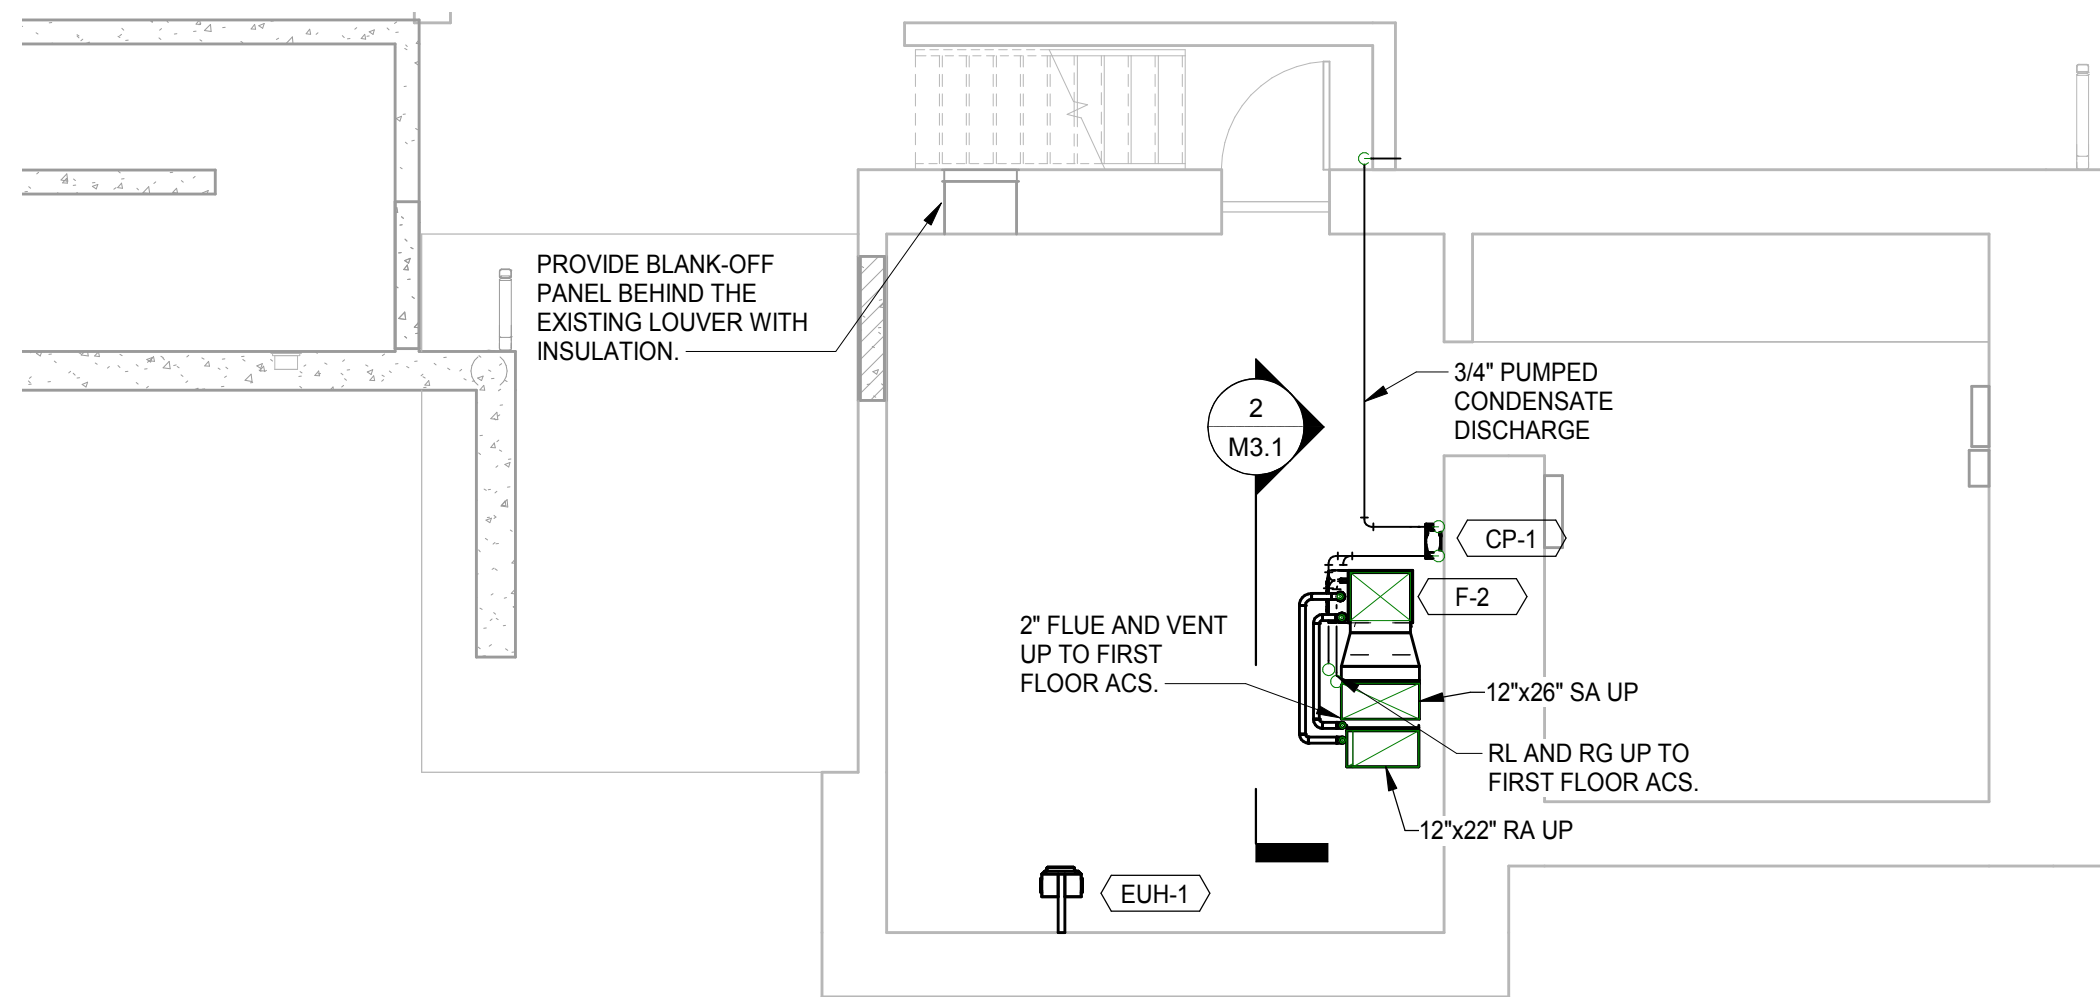 PROVIDE BLANK-OFF
PANEL BEHIND THE
EXISTING LOUVER WITH
INSULATION.
3/4" PUMPED
CONDENSATE
DISCHARGE
2
M3.1
CP-1
F-2
2" FLUE AND VENT
UP TO FIRST
FLOOR ACS.
12"x26" SA UP
RL AND RG UP TO
FIRST FLOOR ACS.
12"x22" RA UP
EUH-1